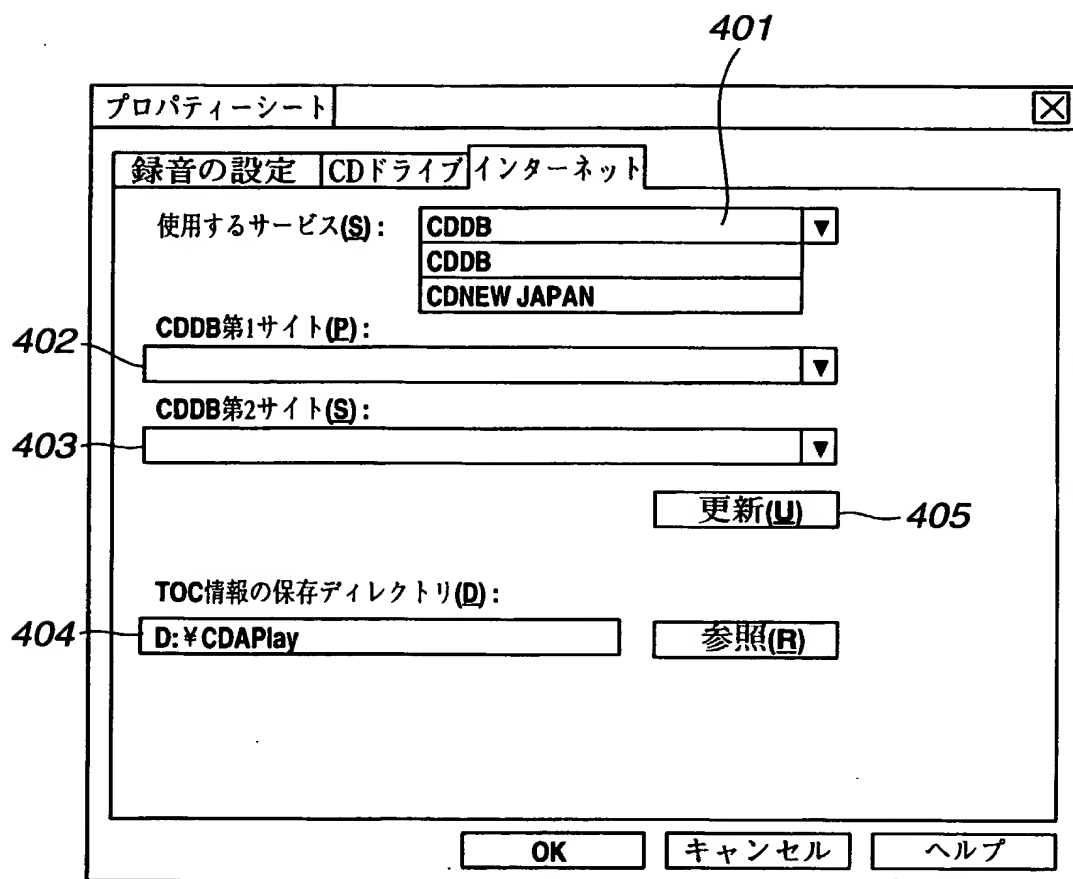 401
プロパティーシート
録音の設定 CDドライブ インターネット
使用するサービス(S): CDDB ▼
CDDB
CDNEW JAPAN
CDDB第1サイト(P):
402 ▼
CDDB第2サイト(S):
403 ▼
更新(U) 405
TOC情報の保存ディレクトリ(D):
404 D:¥CDAPlay 参照(R)
OK キャンセル ヘルプ